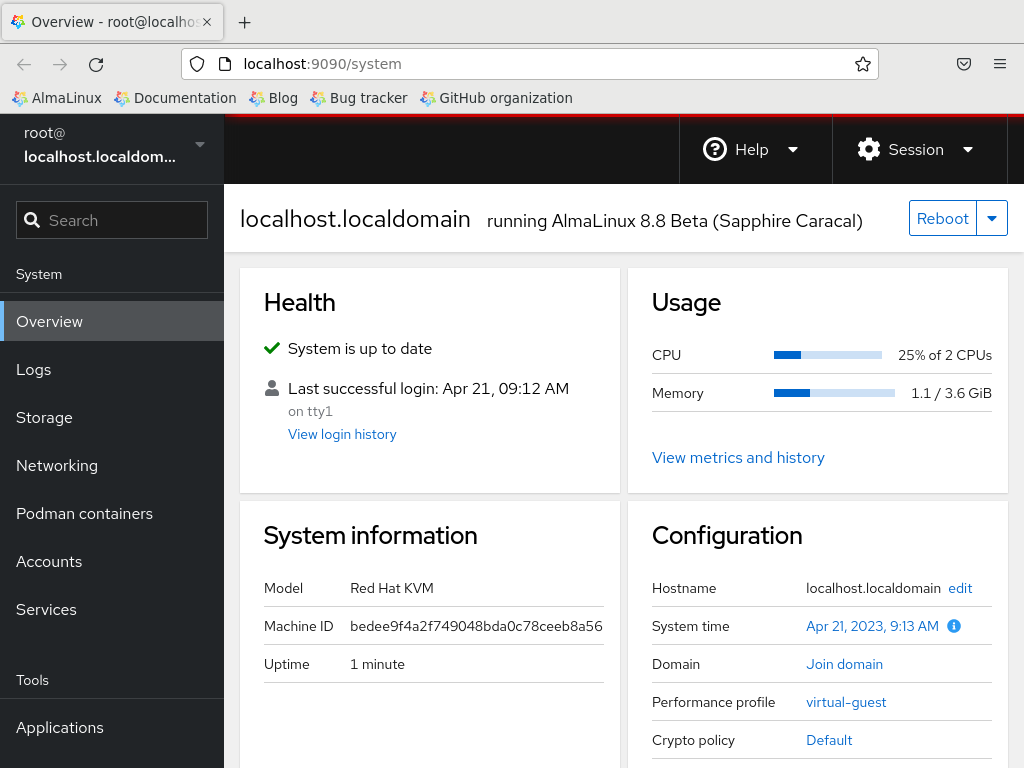 Overview - root@localhos
localhost:9090/system
AlmaLinux Documentation Blog Bug tracker GitHub organization
root@
localhost.localdom...
Help
Session
Search
System
Overview
Logs
Storage
Networking
Podman containers
Accounts
Services
Tools
Applications
localhost.localdomain running AlmaLinux 8.8 Beta (Sapphire Caracal)
Reboot
Health
System is up to date
Last successful login: Apr 21, 09:12 AM
on tty1
View login history
Usage
CPU 25% of 2 CPUs
Memory 1.1 / 3.6 GiB
View metrics and history
System information
Model Red Hat KVM
Machine ID bedee9f4a2f749048bda0c78ceeb8a56
Uptime 1 minute
Configuration
Hostname localhost.localdomain edit
System time Apr 21, 2023, 9:13 AM
Domain Join domain
Performance profile virtual-guest
Crypto policy Default